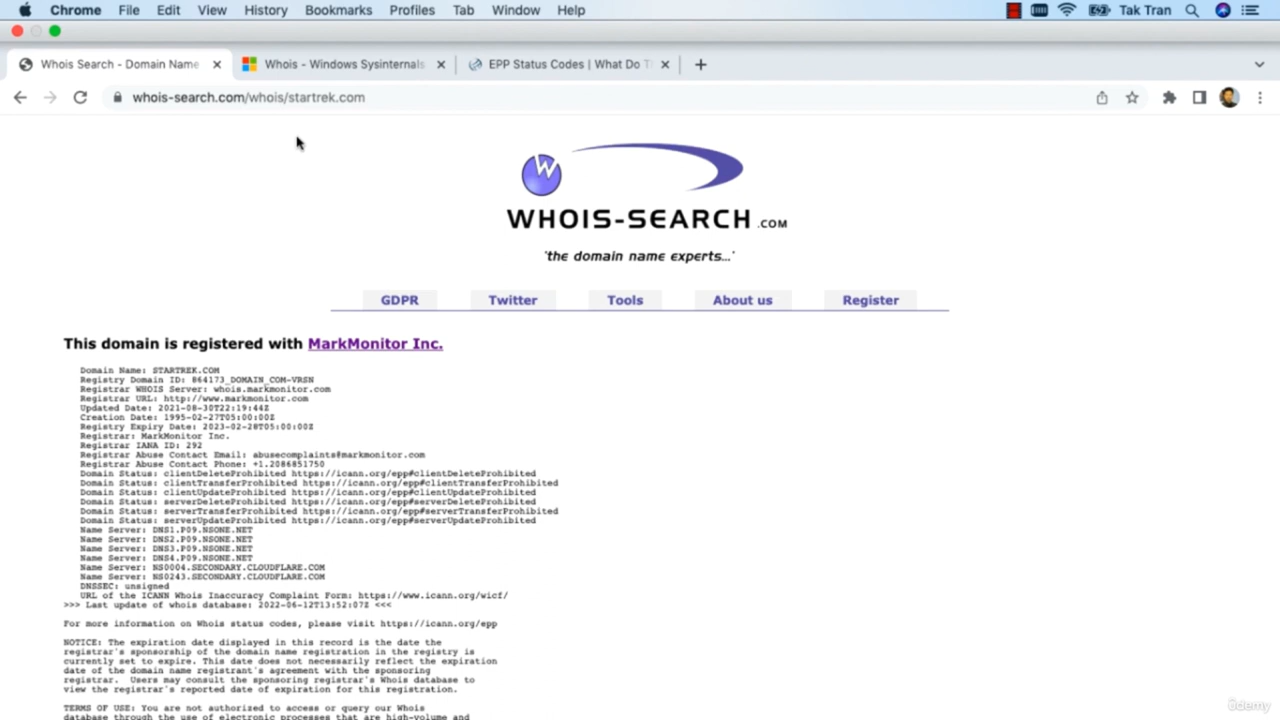 Chrome File Edit View History Bookmarks Profiles Tab Window Help Tak Tran
Whois Search - Domain Name Whois - Windows Sysinternals EPP Status Codes | What Do T
whois-search.com/whois/startrek.com
W
WHOIS-SEARCH .COM
'the domain name experts...'
GDPR Twitter Tools About us Register
This domain is registered with MarkMonitor Inc.
Domain Name: STARTREK.COM
Registry Domain ID: 864173_DOMAIN_COM-VRSN
Registrar WHOIS Server: whois.markmonitor.com
Registrar URL: http://www.markmonitor.com
Updated Date: 2021-08-30T22:19:44Z
Creation Date: 1995-02-27T05:00:00Z
Registry Expiry Date: 2023-02-28T05:00:00Z
Registrar: MarkMonitor Inc.
Registrar IANA ID: 292
Registrar Abuse Contact Email: abusecomplaints@markmonitor.com
Registrar Abuse Contact Phone: +1.2086851750
Domain Status: clientDeleteProhibited https://icann.org/epp#clientDeleteProhibited
Domain Status: clientTransferProhibited https://icann.org/epp#clientTransferProhibited
Domain Status: clientUpdateProhibited https://icann.org/epp#clientUpdateProhibited
Domain Status: serverDeleteProhibited https://icann.org/epp#serverDeleteProhibited
Domain Status: serverTransferProhibited https://icann.org/epp#serverTransferProhibited
Domain Status: serverUpdateProhibited https://icann.org/epp#serverUpdateProhibited
Name Server: DNS1.P09.NSONE.NET
Name Server: DNS2.P09.NSONE.NET
Name Server: DNS3.P09.NSONE.NET
Name Server: DNS4.P09.NSONE.NET
Name Server: NS0004.SECONDARY.CLOUDFLARE.COM
Name Server: NS0243.SECONDARY.CLOUDFLARE.COM
DNSSEC: unsigned
URL of the ICANN Whois Inaccuracy Complaint Form: https://www.icann.org/wicf/
>>> Last update of whois database: 2022-06-12T13:52:07Z <<<
For more information on Whois status codes, please visit https://icann.org/epp
NOTICE: The expiration date displayed in this record is the date the
registrar's sponsorship of the domain name registration in the registry is
currently set to expire. This date does not necessarily reflect the expiration
date of the domain name registrant's agreement with the sponsoring
registrar. Users may consult the sponsoring registrar's Whois database to
view the registrar's reported date of expiration for this registration.
TERMS OF USE: You are not authorized to access or query our Whois
database through the use of electronic processes that are high-volume and
ûdemy